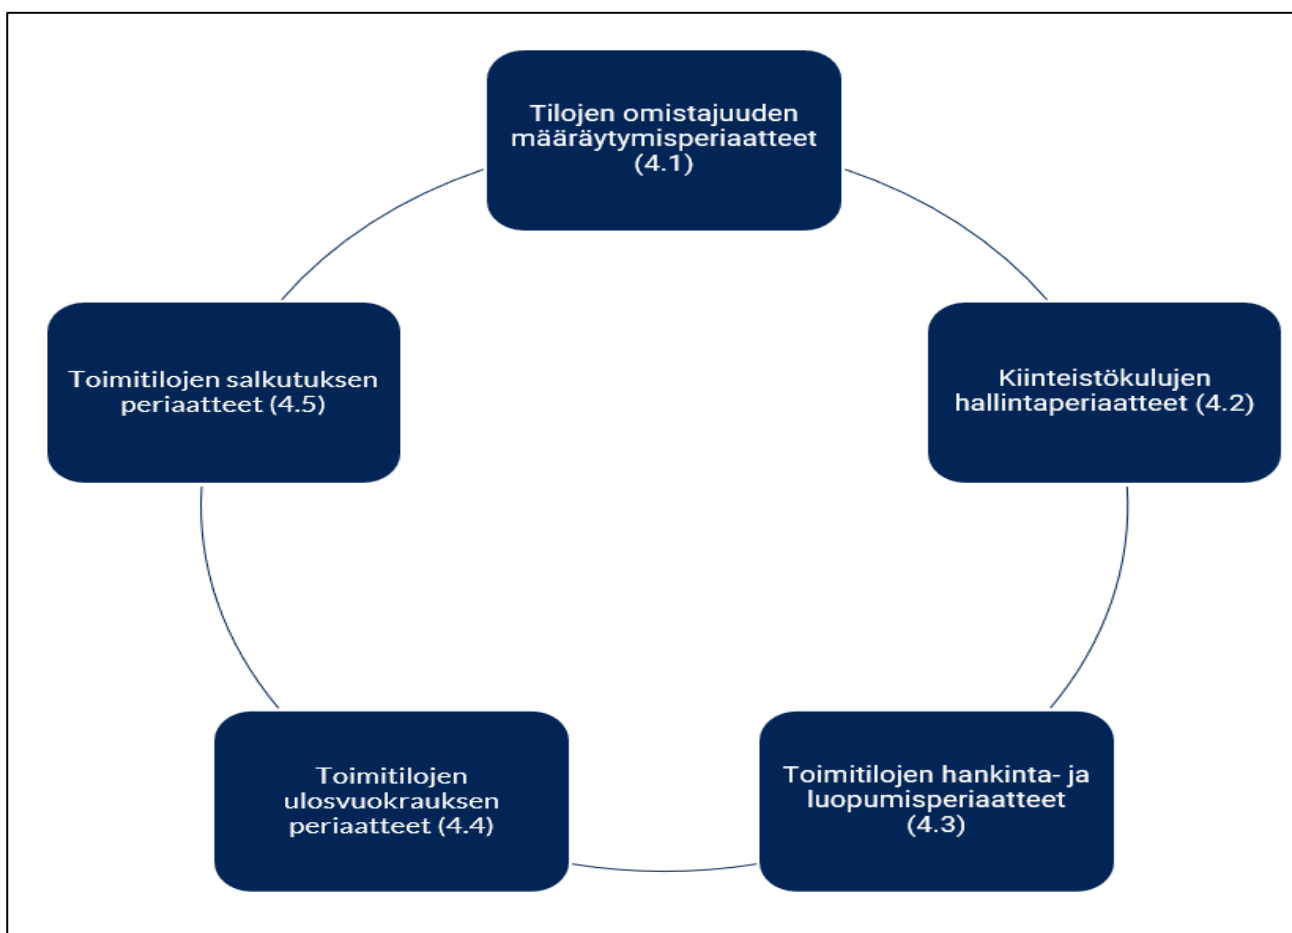 Tilojen omistajuuden
määräytymisperiaatteet
(4.1)
Kiinteistökulujen
hallintaperiaatteet (4.2)
Toimitilojen hankinta- ja
luopumisperiaatteet
(4.3)
Toimitilojen
ulosvuokrauksen
periaatteet (4.4)
Toimitilojen salkutuksen
periaatteet (4.5)